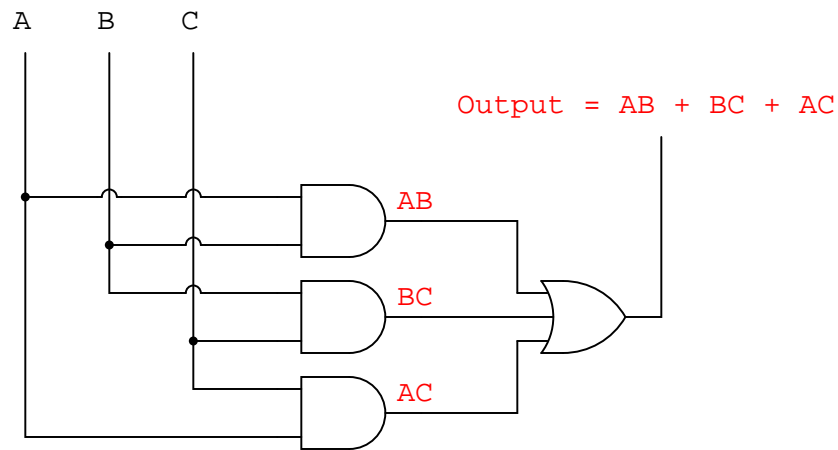 A B C
Output = AB + BC + AC
AB
BC
AC